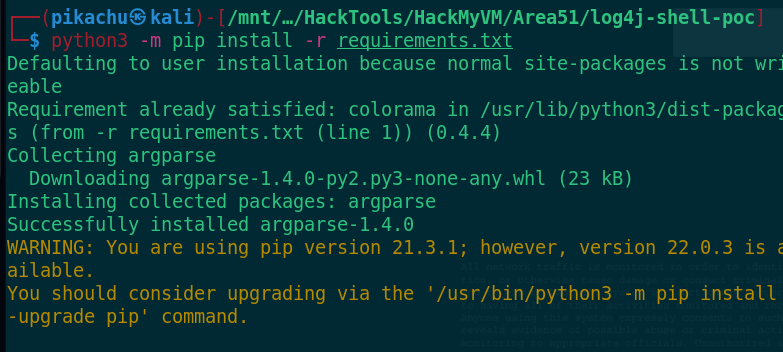 ┌──(pikachu㉿kali)-[/mnt/…/HackTools/HackMyVM/Area51/log4j-shell-poc]
└─$ python3 -m pip install -r requirements.txt
Defaulting to user installation because normal site-packages is not wri
eable
Requirement already satisfied: colorama in /usr/lib/python3/dist-packag
s (from -r requirements.txt (line 1)) (0.4.4)
Collecting argparse
  Downloading argparse-1.4.0-py2.py3-none-any.whl (23 kB)
Installing collected packages: argparse
Successfully installed argparse-1.4.0
WARNING: You are using pip version 21.3.1; however, version 22.0.3 is a
ailable.
You should consider upgrading via the '/usr/bin/python3 -m pip install
-upgrade pip' command.